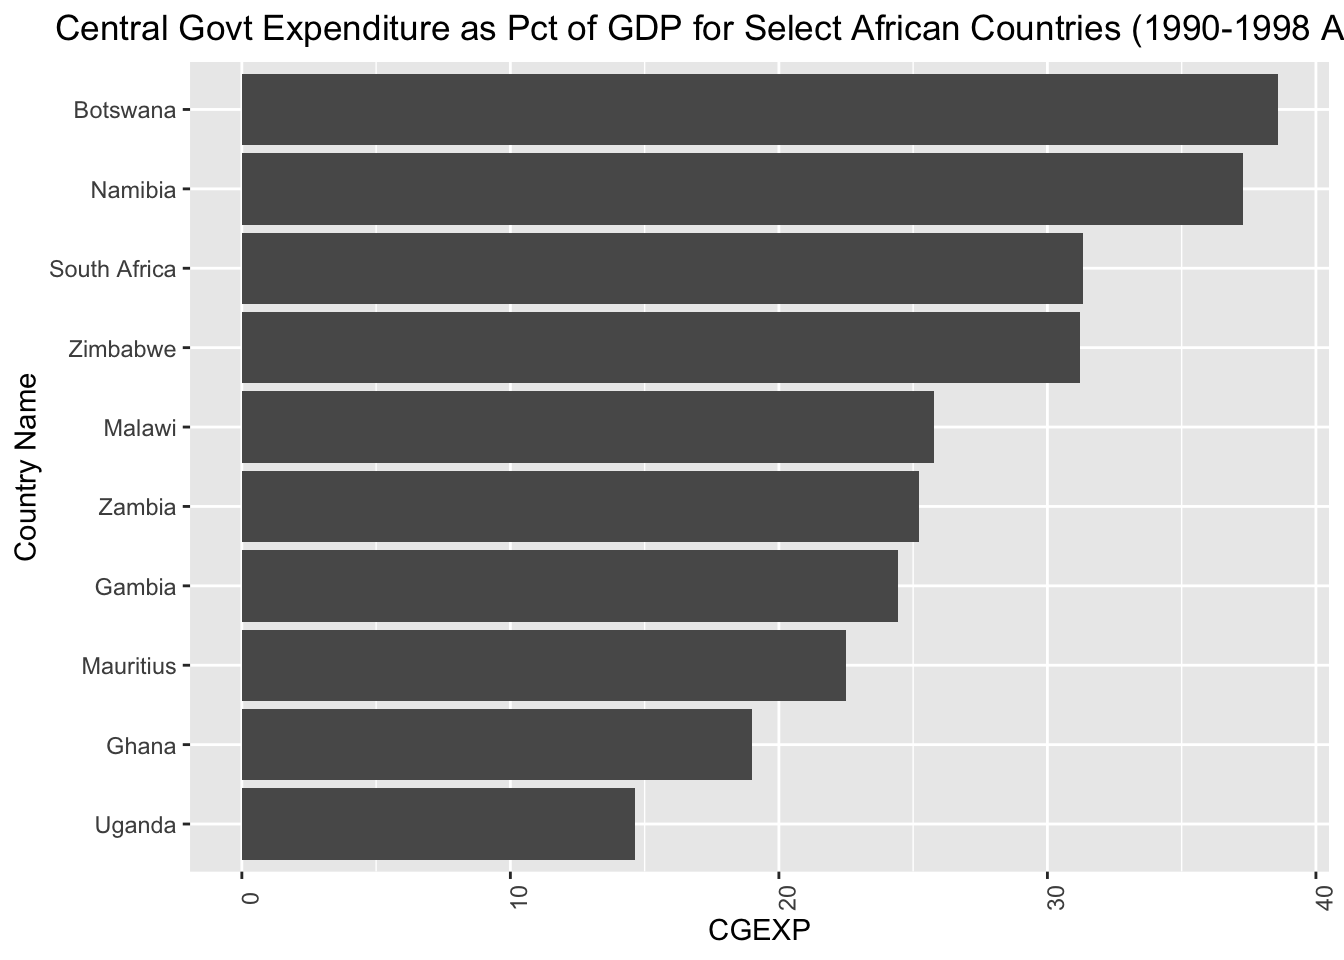 Central Govt Expenditure as Pct of GDP for Select African Countries (1990-1998 A
Botswana
Namibia
South Africa
Zimbabwe
Malawi
Zambia
Gambia
Mauritius
Ghana
Uganda
Country Name
0 10 20 30 40
CGEXP